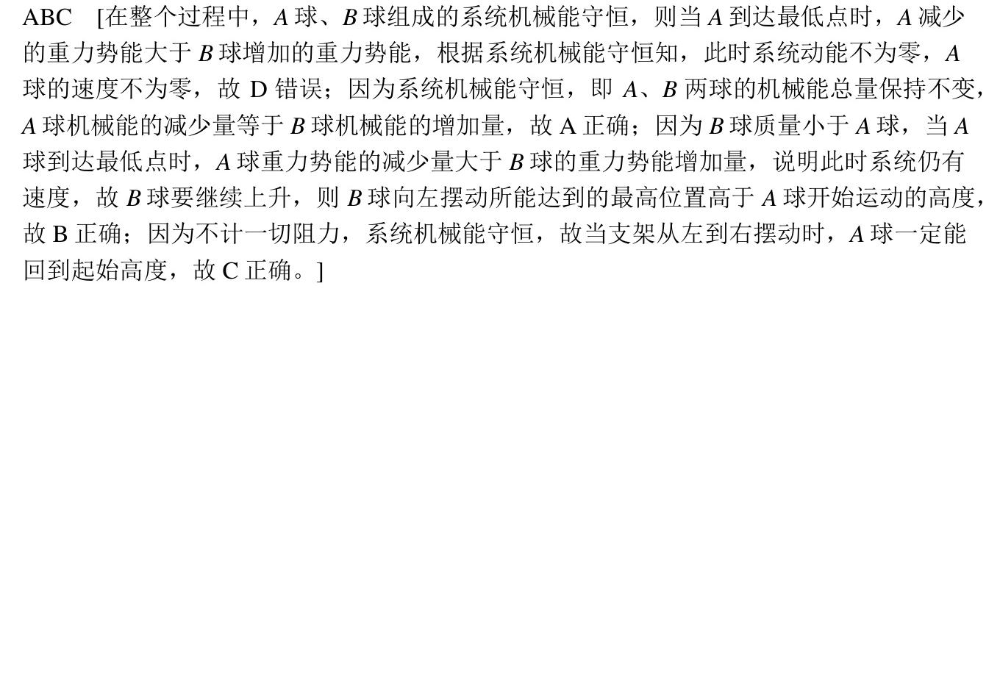 ABC [在整个过程中，A 球、B 球组成的系统机械能守恒，则当 A 到达最低点时，A 减少
的重力势能大于 B 球增加的重力势能，根据系统机械能守恒知，此时系统动能不为零，A
球的速度不为零，故 D 错误；因为系统机械能守恒，即 A、B 两球的机械能总量保持不变，
A 球机械能的减少量等于 B 球机械能的增加量，故 A 正确；因为 B 球质量小于 A 球，当 A
球到达最低点时，A 球重力势能的减少量大于 B 球的重力势能增加量，说明此时系统仍有
速度，故 B 球要继续上升，则 B 球向左摆动所能达到的最高位置高于 A 球开始运动的高度，
故 B 正确；因为不计一切阻力，系统机械能守恒，故当支架从左到右摆动时，A 球一定能
回到起始高度，故 C 正确。]